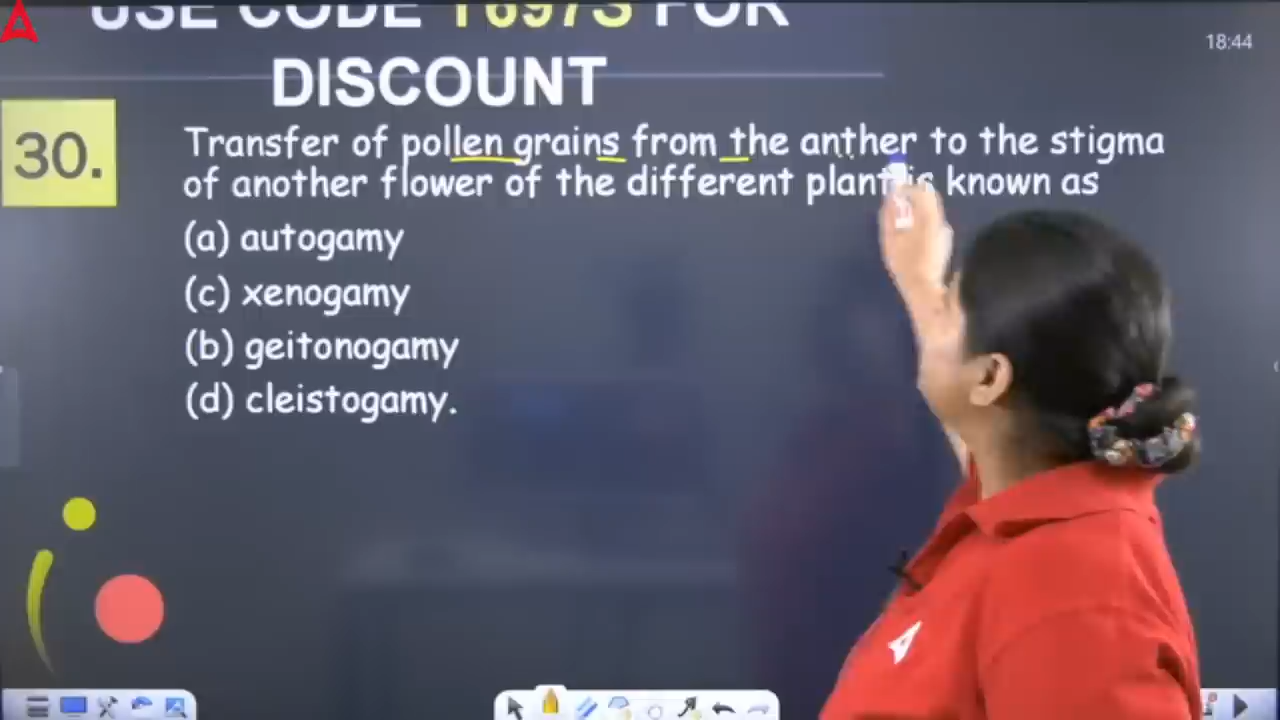 USE CODE T697S FOR
DISCOUNT
18:44
30.
Transfer of pollen grains from the anther to the stigma
of another flower of the different plant is known as
(a) autogamy
(c) xenogamy
(b) geitonogamy
(d) cleistogamy.